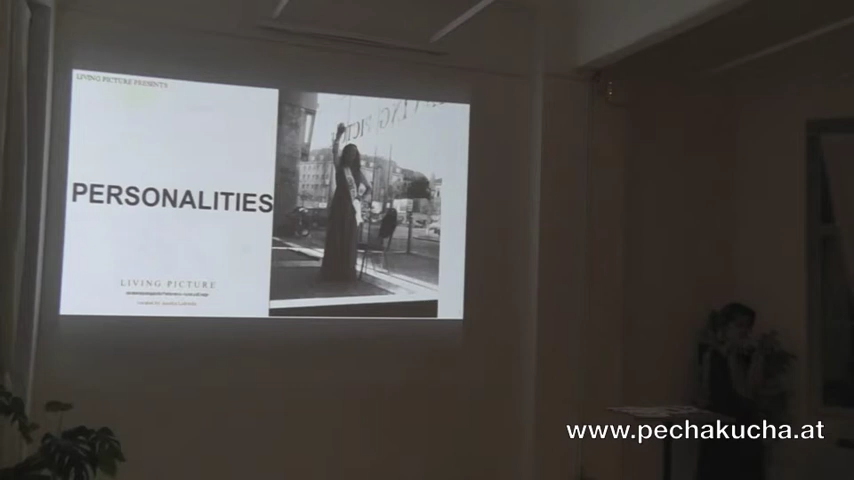 LIVING PICTURE PRESENTS
PERSONALITIES
LIVING PICTURE
www.pechakucha.at